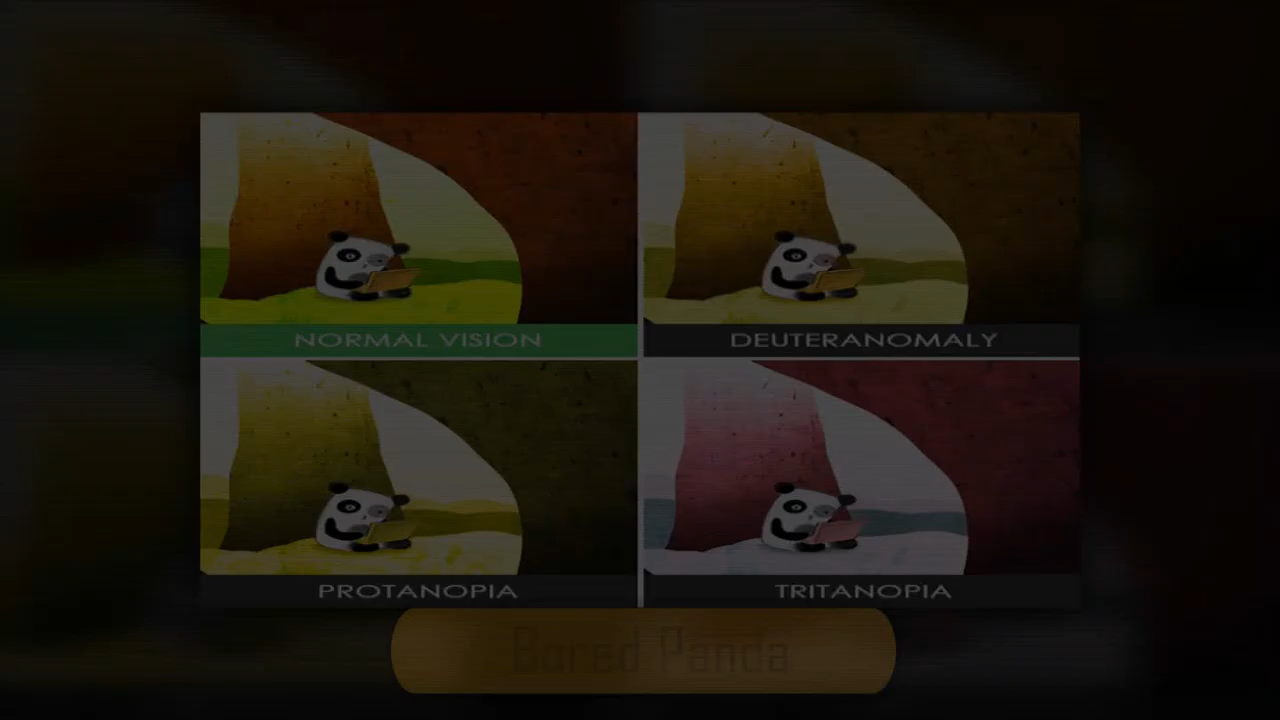 NORMAL VISION
DEUTERANOMALY
PROTANOPIA
TRITANOPIA
Bored Panda